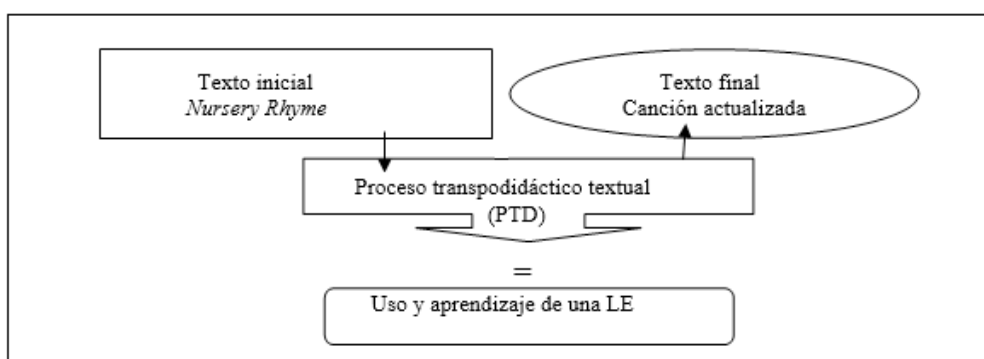 Texto inicial
Nursery Rhyme
Texto final
Canción actualizada
Proceso transpodidáctico textual
(PTD)
=
Uso y aprendizaje de una LE